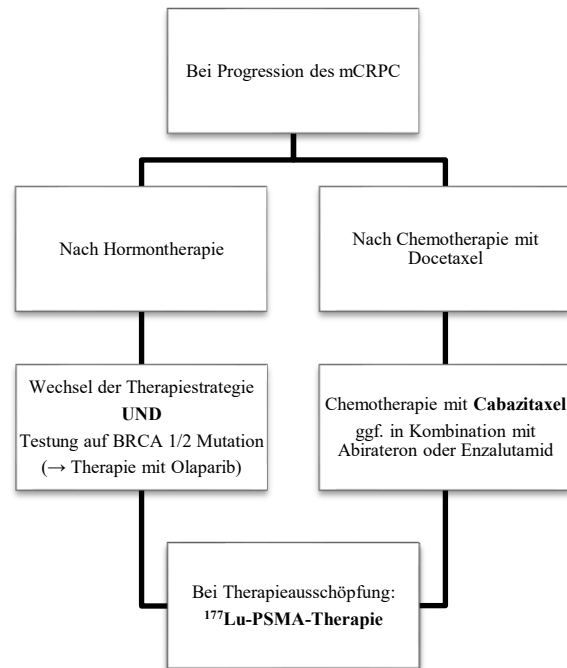 Bei Progression des mCRPC
Nach Hormontherapie
Nach Chemotherapie mit
Docetaxel
Wechsel der Therapiestrategie
UND
Testung auf BRCA 1/2 Mutation
(→ Therapie mit Olaparib)
Chemotherapie mit Cabazitaxel
ggf. in Kombination mit
Abirateron oder Enzalutamid
Bei Therapieausschöpfung:
¹⁷⁷Lu-PSMA-Therapie